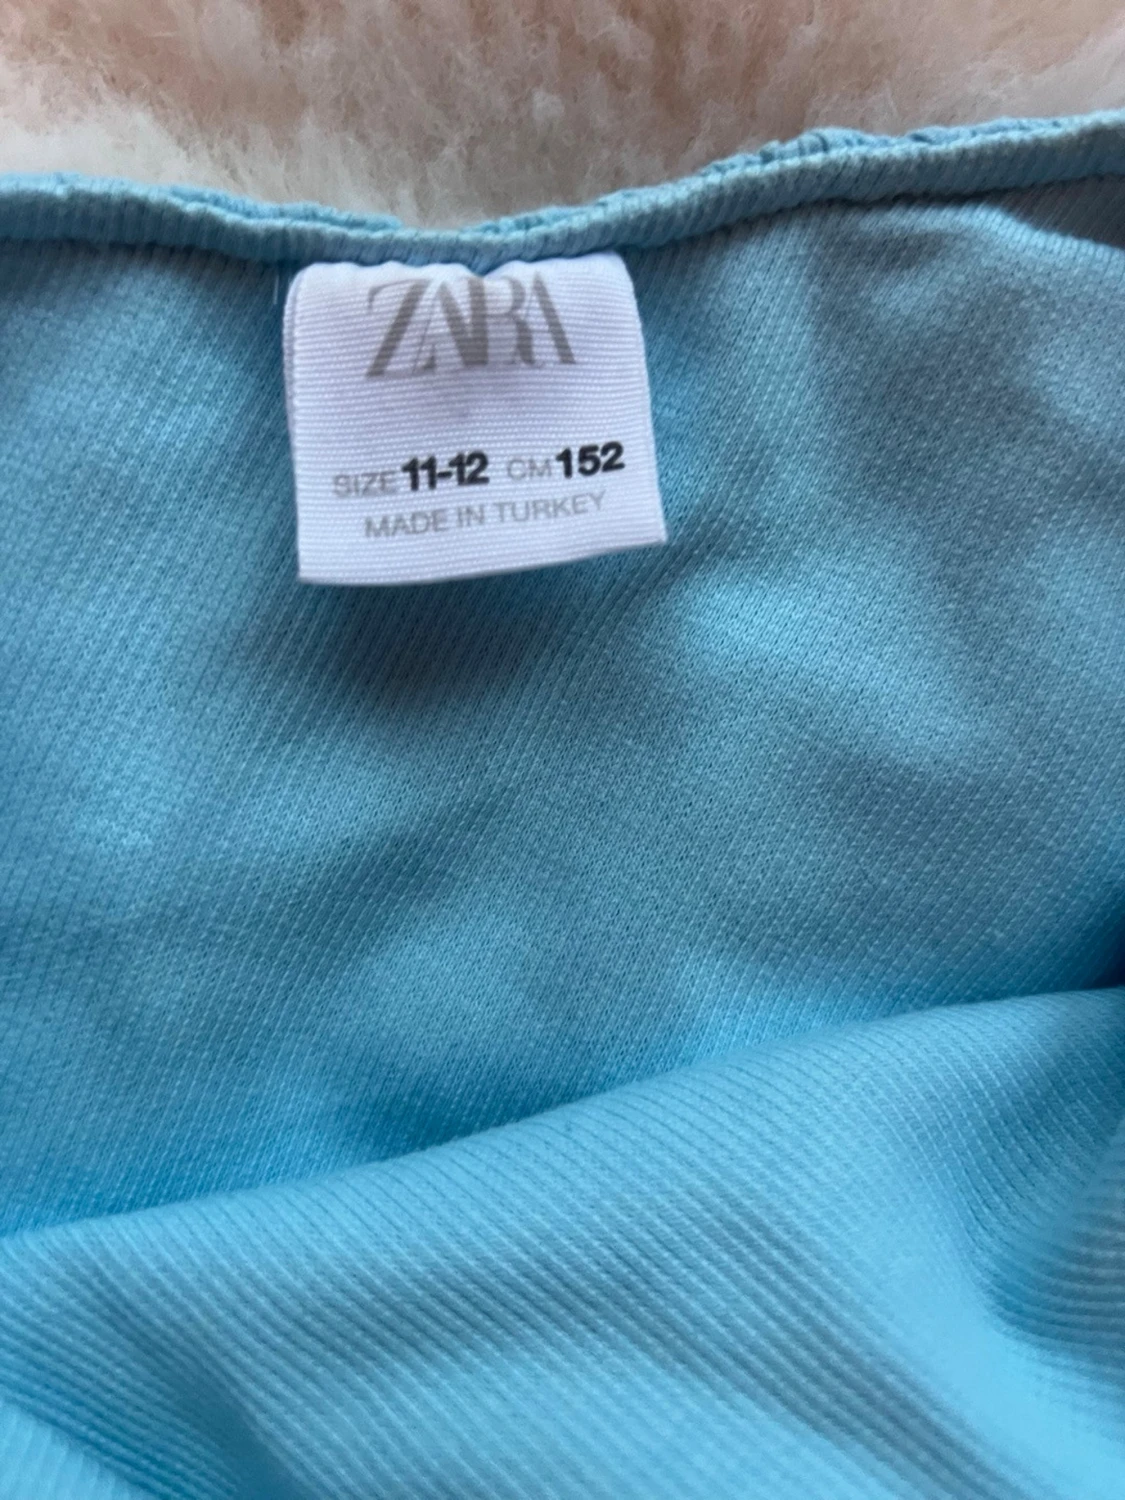 ZARA
SIZE 11-12 CM 152
MADE IN TURKEY